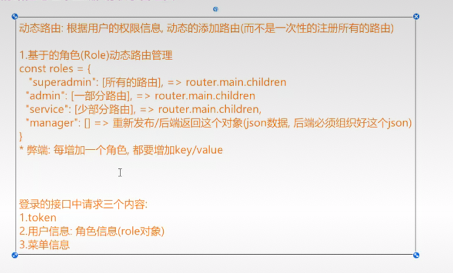 动态路由: 根据用户的权限信息, 动态的添加路由(而不是一次性的注册所有的路由)
1.基于的角色(Role)动态路由管理
const roles = {
"superadmin": [所有的路由], => router.main.children
"admin": [一部分路由], => router.main.children
"service": [少部分路由], => router.main.children,
"manager": [] => 重新发布/后端返回这个对象(json数据, 后端必须组织好这个json)
}
* 弊端: 每增加一个角色, 都要增加key/value
登录的接口中请求三个内容:
1.token
2.用户信息: 角色信息(role对象)
3.菜单信息